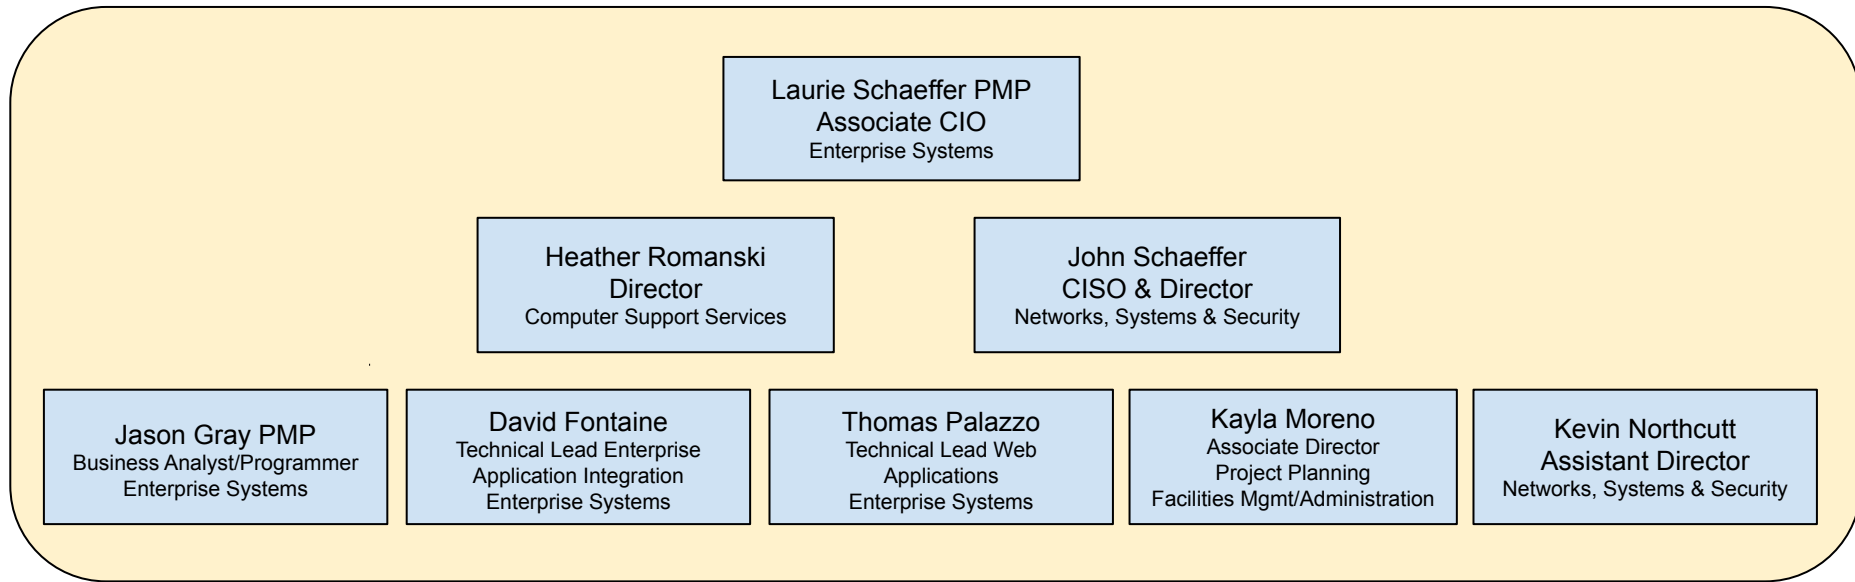 Laurie Schaeffer PMP
Associate CIO
Enterprise Systems
Heather Romanski
Director
Computer Support Services
John Schaeffer
CISO & Director
Networks, Systems & Security
Jason Gray PMP
Business Analyst/Programmer
Enterprise Systems
David Fontaine
Technical Lead Enterprise
Application Integration
Enterprise Systems
Thomas Palazzo
Technical Lead Web
Applications
Enterprise Systems
Kayla Moreno
Associate Director
Project Planning
Facilities Mgmt/Administration
Kevin Northcutt
Assistant Director
Networks, Systems & Security